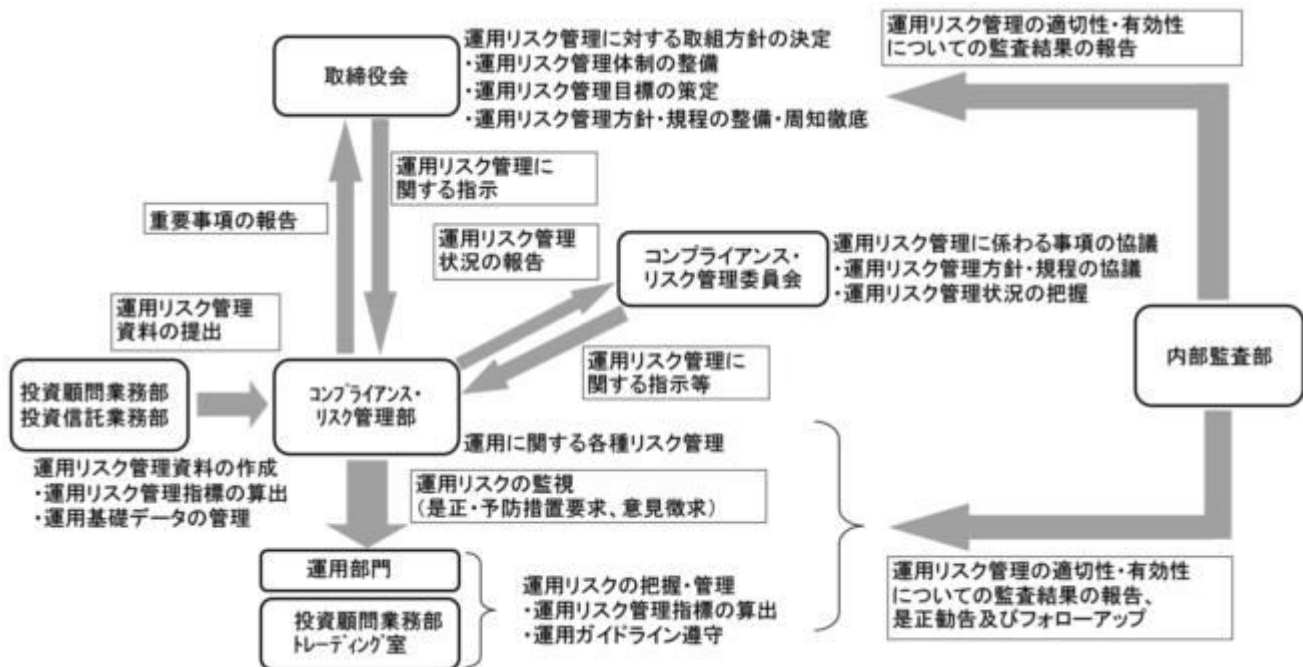 取締役会
運用リスク管理に対する取組方針の決定
・運用リスク管理体制の整備
・運用リスク管理目標の策定
・運用リスク管理方針・規程の整備・周知徹底
運用リスク管理の適切性・有効性
についての監査結果の報告
運用リスク管理に
関する指示
重要事項の報告
運用リスク管理
状況の報告
コンプライアンス・
リスク管理委員会
運用リスク管理に係わる事項の協議
・運用リスク管理方針・規程の協議
・運用リスク管理状況の把握
運用リスク管理
資料の提出
運用リスク管理に
関する指示等
内部監査部
投資顧問業務部
投資信託業務部
コンプライアンス・
リスク管理部
運用に関する各種リスク管理
運用リスク管理資料の作成
・運用リスク管理指標の算出
・運用基礎データの管理
運用リスクの監視
(是正・予防措置要求、意見徴求)
運用部門
投資顧問業務部
トレーディング室
運用リスクの把握・管理
・運用リスク管理指標の算出
・運用ガイドライン遵守
運用リスク管理の適切性・有効性
についての監査結果の報告、
是正勧告及びフォローアップ